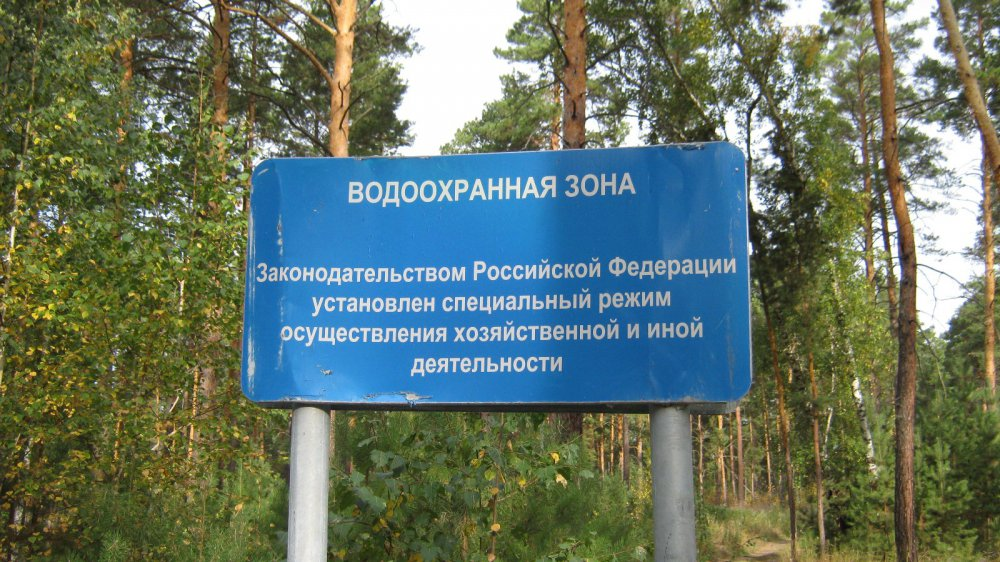 ВОДООХРАННАЯ ЗОНА
Законодательством Российской Федерации
установлен специальный режим
осуществления хозяйственной и иной
деятельности